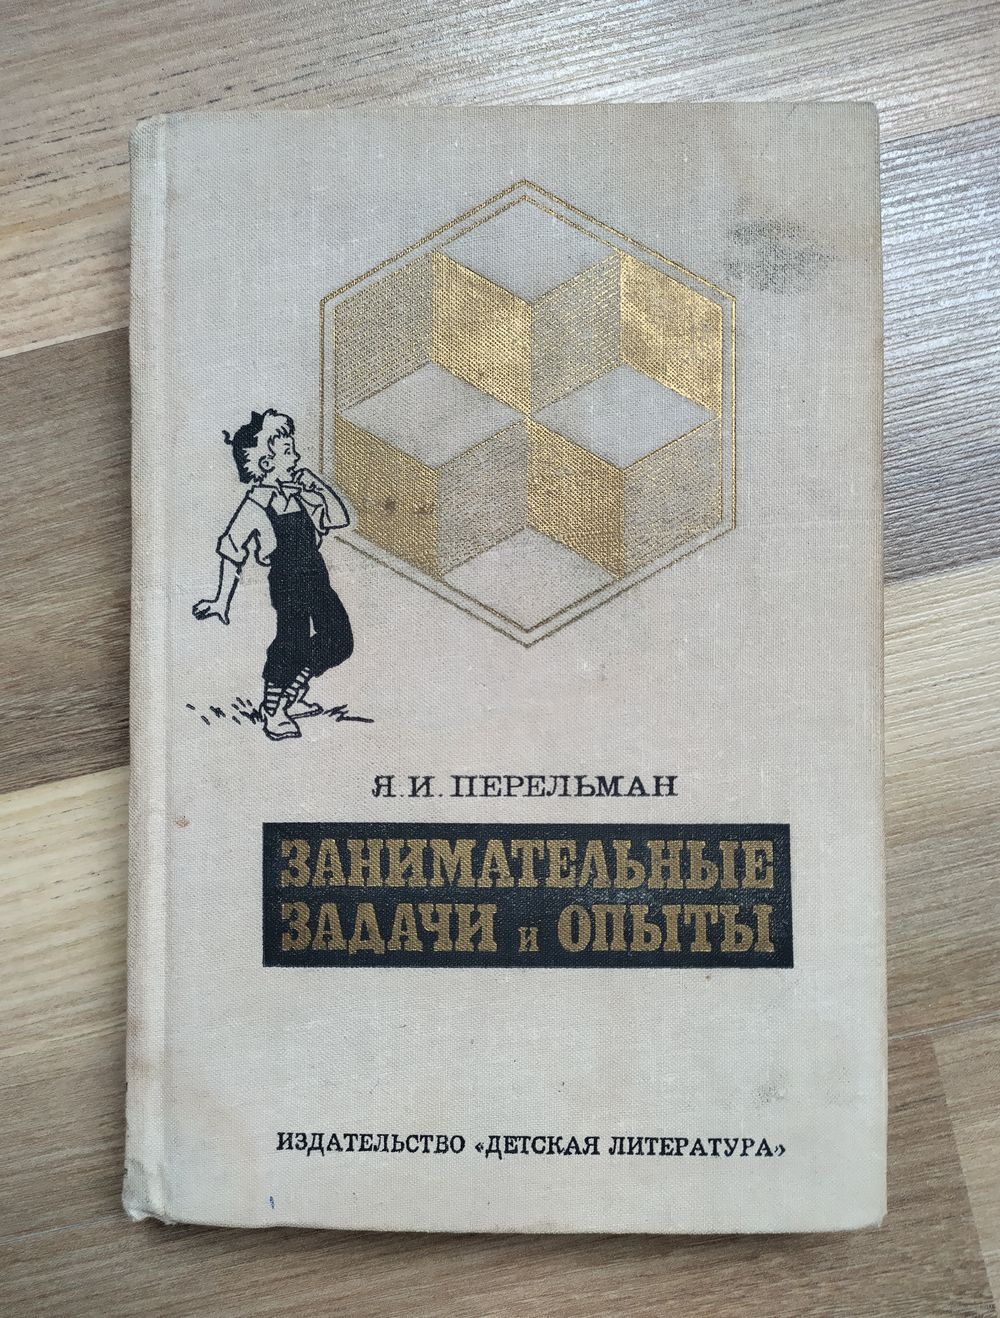 Я.И.ПЕРЕЛЬМАН
ЗАНИМАТЕЛЬНЫЕ
ЗАДАЧИ и ОПЫТЫ
ИЗДАТЕЛЬСТВО «ДЕТСКАЯ ЛИТЕРАТУРА»